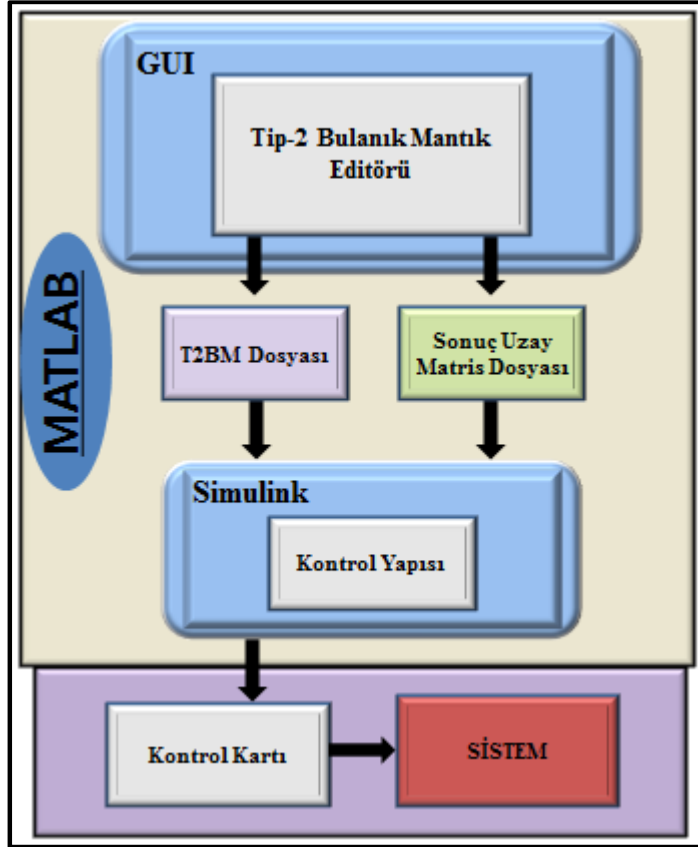 GUI
Tip-2 Bulanık Mantık
Editörü
MATLAB
T2BM Dosyası
Sonuç Uzay
Matris Dosyası
Simulink
Kontrol Yapısı
Kontrol Kartı
SİSTEM